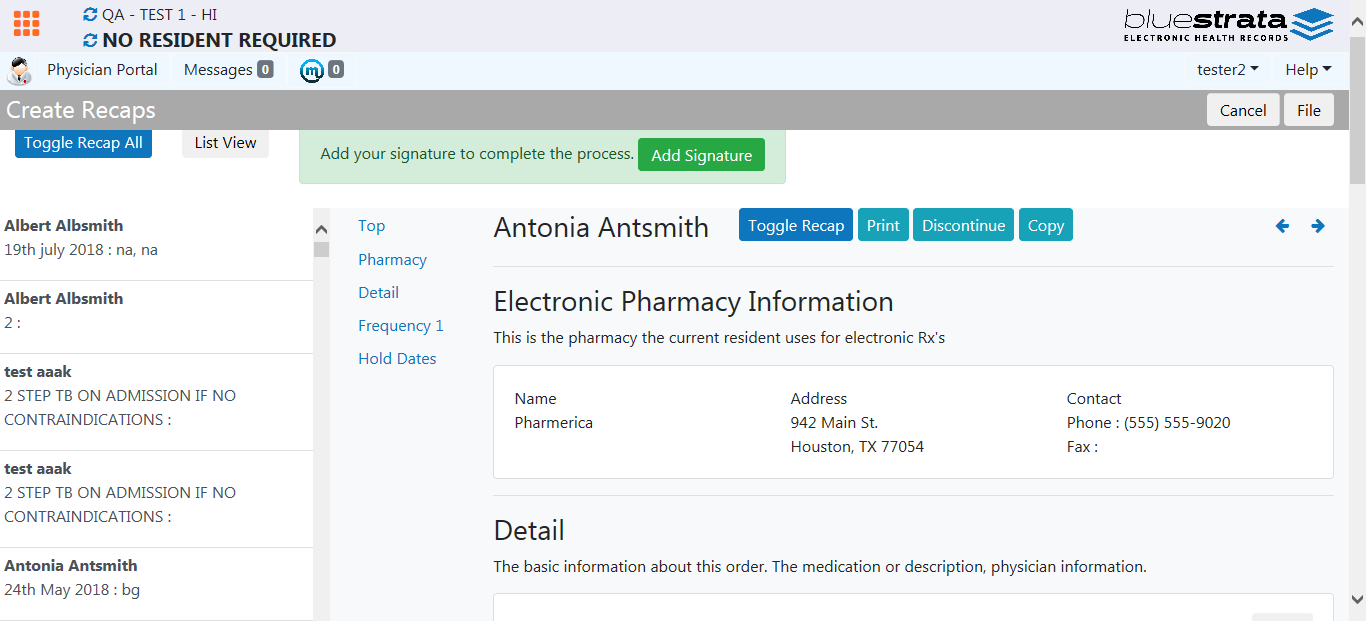 QA - TEST 1 - HI
NO RESIDENT REQUIRED
bluestrata
ELECTRONIC HEALTH RECORDS
Physician Portal
Messages 0
m 0
tester2
Help
Create Recaps
Cancel
File
Toggle Recap All
List View
Add your signature to complete the process. Add Signature
Albert Albsmith
19th july 2018 : na, na
Albert Albsmith
2 :
test aaak
2 STEP TB ON ADMISSION IF NO
CONTRAINDICATIONS :
test aaak
2 STEP TB ON ADMISSION IF NO
CONTRAINDICATIONS :
Antonia Antsmith
24th May 2018 : bg
Top
Pharmacy
Detail
Frequency 1
Hold Dates
Antonia Antsmith
Toggle Recap
Print
Discontinue
Copy
Electronic Pharmacy Information
This is the pharmacy the current resident uses for electronic Rx's
Name
Pharmerica
Address
942 Main St.
Houston, TX 77054
Contact
Phone : (555) 555-9020
Fax :
Detail
The basic information about this order. The medication or description, physician information.